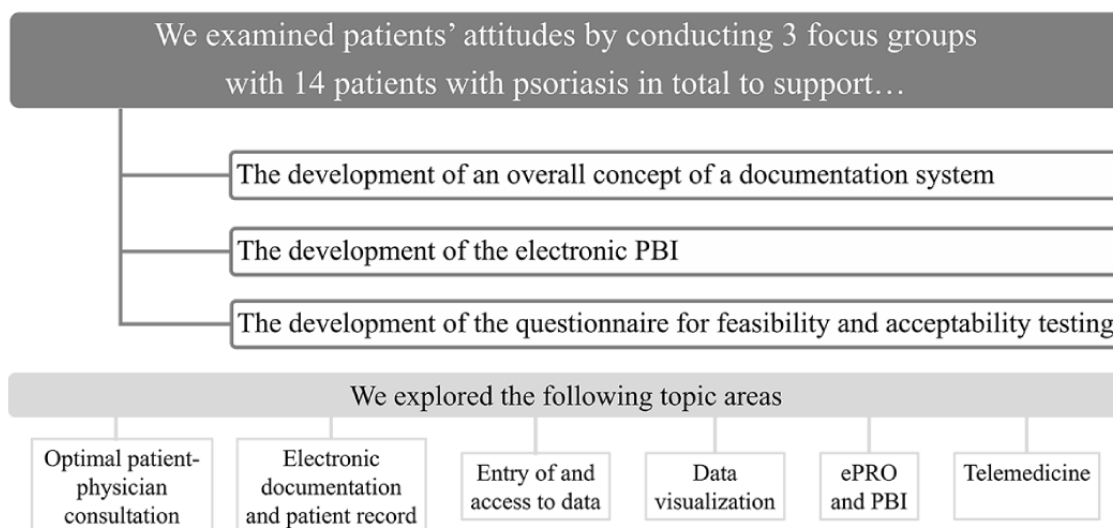 We examined patients’ attitudes by conducting 3 focus groups
with 14 patients with psoriasis in total to support…
The development of an overall concept of a documentation system
The development of the electronic PBI
The development of the questionnaire for feasibility and acceptability testing
We explored the following topic areas
Optimal patient-
physician
consultation
Electronic
documentation
and patient record
Entry of and
access to data
Data
visualization
ePRO
and PBI
Telemedicine